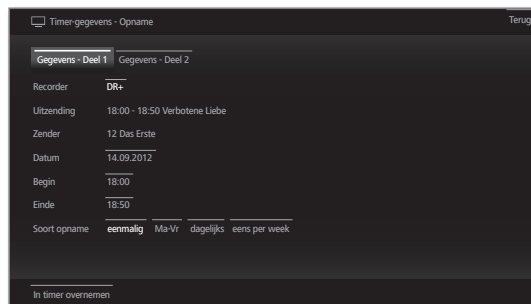 Timer-gegevens - Opname Terug
Gegevens - Deel 1 Gegevens - Deel 2
Recorder DR+
Uitzending 18:00 - 18:50 Verbotene Liebe
Zender 12 Das Erste
Datum 14.09.2012
Begin 18:00
Einde 18:50
Soort opname eenmalig Ma-Vr dagelijks eens per week
In timer overnemen